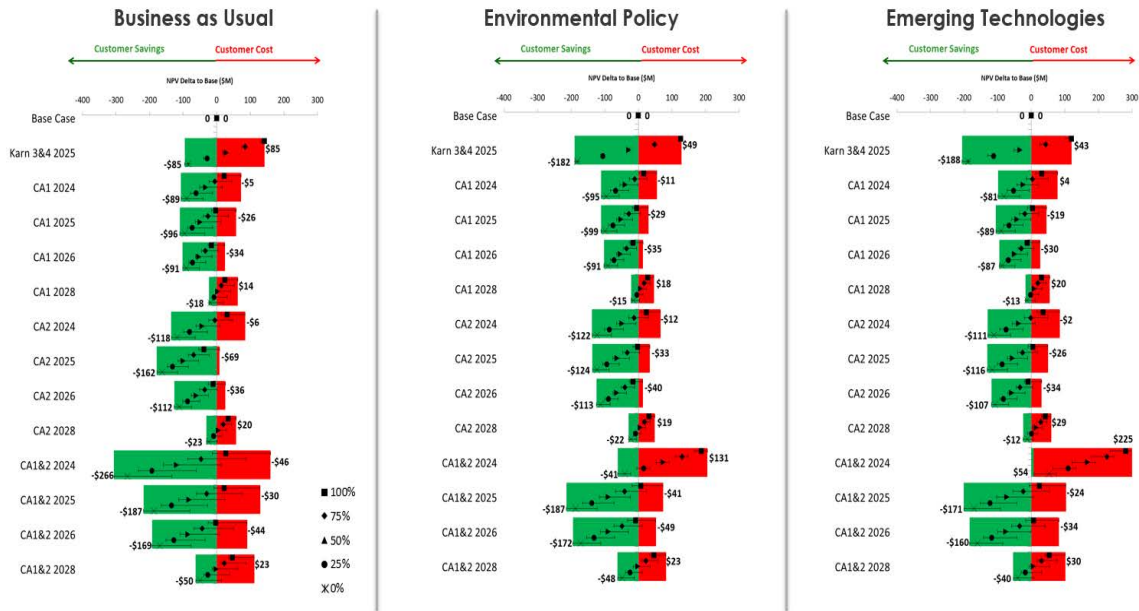 Business as Usual
Customer Savings Customer Cost
NPV Delta to Base ($M)
-400 -300 -200 -100 0 100 200 300
Base Case 0 0
Karn 3&4 2025 -$85 $85
CA1 2024 -$89 -$5
CA1 2025 -$96 -$26
CA1 2026 -$91 -$34
CA1 2028 -$18 $14
CA2 2024 -$118 -$6
CA2 2025 -$162 -$69
CA2 2026 -$112 -$36
CA2 2028 -$23 $20
CA1&2 2024 -$266 -$46
CA1&2 2025 -$187 -$30
CA1&2 2026 -$169 -$44
CA1&2 2028 -$50 $23
100%
75%
50%
25%
0%
Environmental Policy
Customer Savings Customer Cost
NPV Delta to Base ($M)
-400 -300 -200 -100 0 100 200 300
Base Case 0 0
Karn 3&4 2025 -$182 $49
CA1 2024 -$95 -$11
CA1 2025 -$99 -$29
CA1 2026 -$91 -$35
CA1 2028 -$15 $18
CA2 2024 -$122 -$12
CA2 2025 -$124 -$33
CA2 2026 -$113 -$40
CA2 2028 -$22 $19
CA1&2 2024 -$41 $131
CA1&2 2025 -$187 -$41
CA1&2 2026 -$172 -$49
CA1&2 2028 -$48 $23
Emerging Technologies
Customer Savings Customer Cost
NPV Delta to Base ($M)
-400 -300 -200 -100 0 100 200 300
Base Case 0 0
Karn 3&4 2025 -$188 $43
CA1 2024 -$81 $4
CA1 2025 -$89 -$19
CA1 2026 -$87 -$30
CA1 2028 -$13 $20
CA2 2024 -$111 -$2
CA2 2025 -$116 -$26
CA2 2026 -$107 -$34
CA2 2028 -$12 $29
CA1&2 2024 $54 $225
CA1&2 2025 -$171 -$24
CA1&2 2026 -$160 -$34
CA1&2 2028 -$40 $30